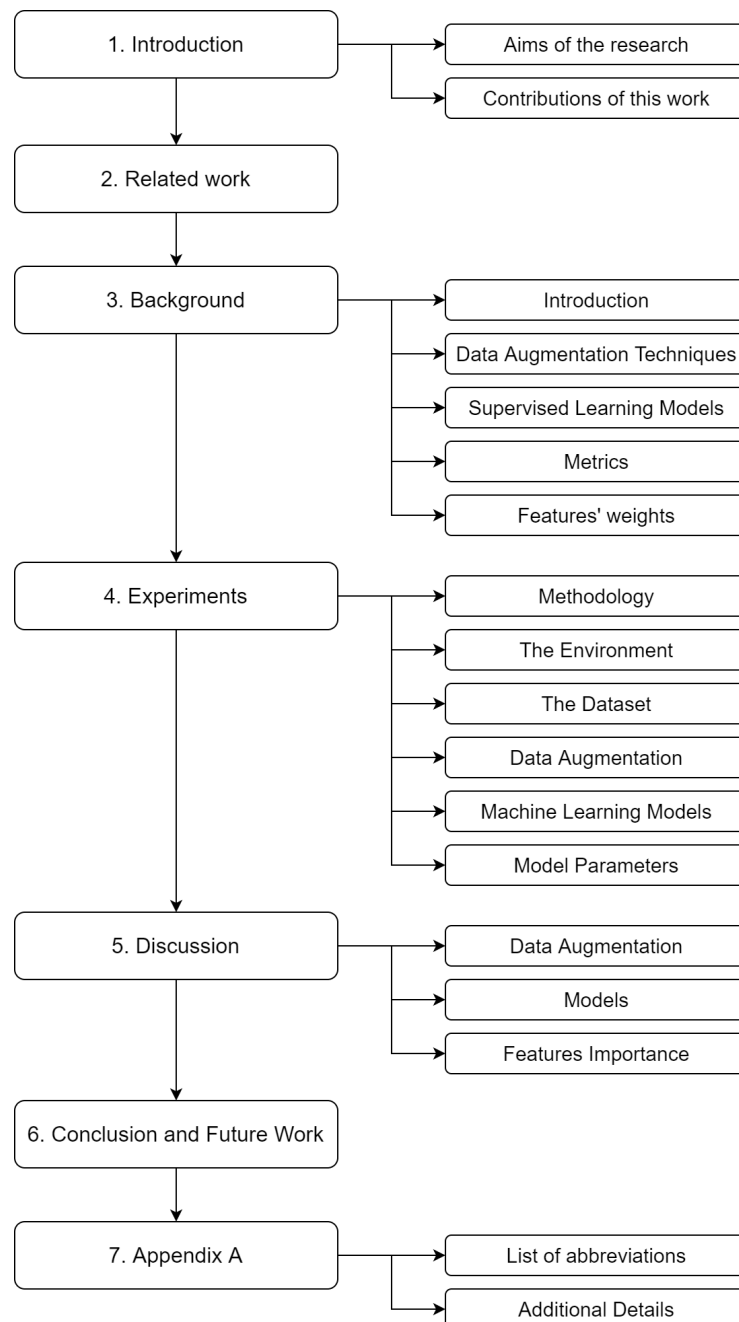 1. Introduction
Aims of the research
Contributions of this work
2. Related work
3. Background
Introduction
Data Augmentation Techniques
Supervised Learning Models
Metrics
Features' weights
4. Experiments
Methodology
The Environment
The Dataset
Data Augmentation
Machine Learning Models
Model Parameters
5. Discussion
Data Augmentation
Models
Features Importance
6. Conclusion and Future Work
7. Appendix A
List of abbreviations
Additional Details